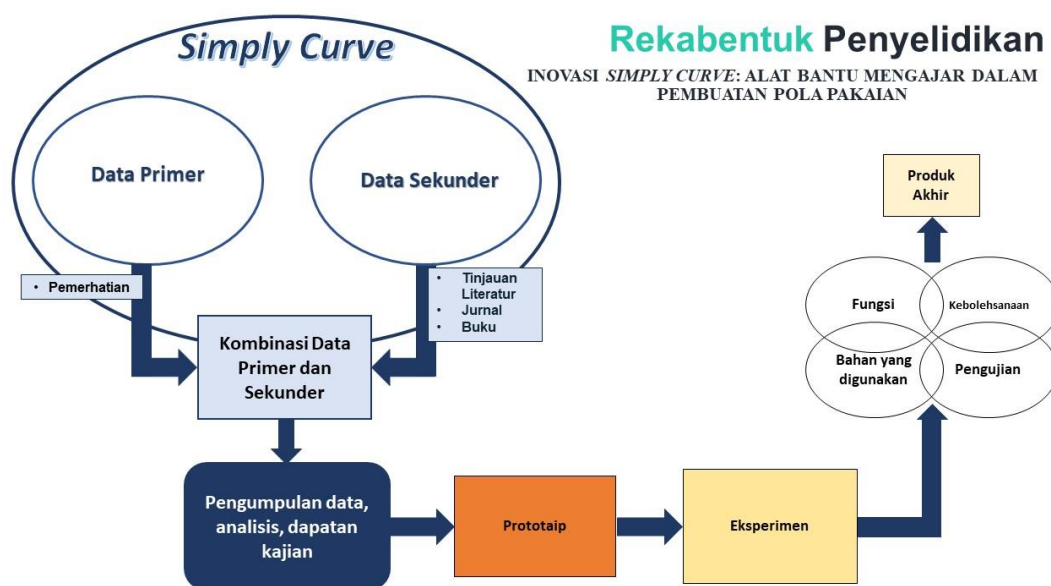 Simply Curve
Rekabentuk Penyelidikan
INOVASI SIMPLY CURVE: ALAT BANTU MENGAJAR DALAM
PEMBUATAN POLA PAKAIAN
Data Primer
Data Sekunder
• Pemerhatian
• Tinjauan
Literatur
• Jurnal
• Buku
Kombinasi Data
Primer dan
Sekunder
Pengumpulan data,
analisis, dapatan
kajian
Prototaip
Eksperimen
Fungsi
Kebolehsanaan
Bahan yang
digunakan
Pengujian
Produk
Akhir